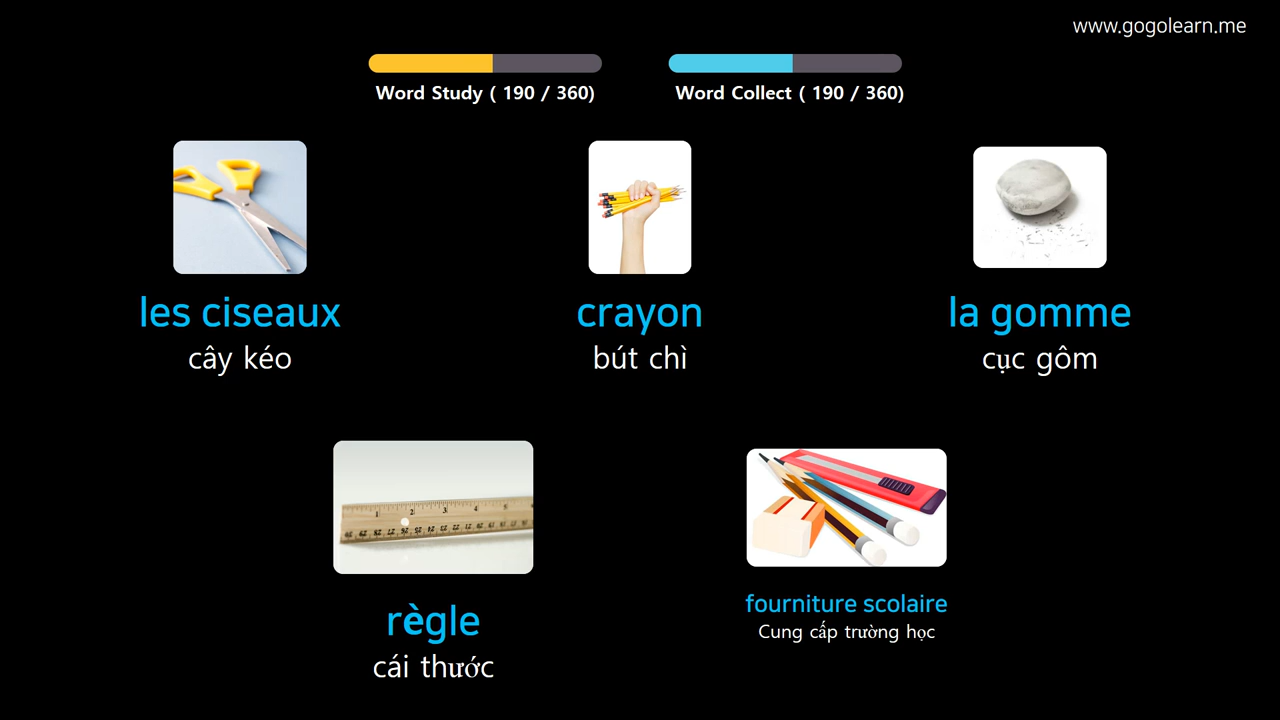 www.gogolearn.me
Word Study ( 190 / 360)
Word Collect ( 190 / 360)
les ciseaux
cây kéo
crayon
bút chì
la gomme
cục gôm
règle
cái thước
fourniture scolaire
Cung cấp trường học